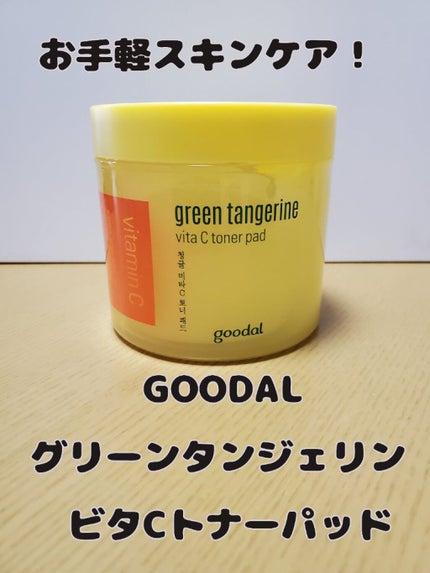 お手軽スキンケア！
green tangerine
vita C toner pad
vitamin C
청귤 비타C 토너 패드
goodal
GOODAL
グリーンタンジェリン
ビタCトナーパッド